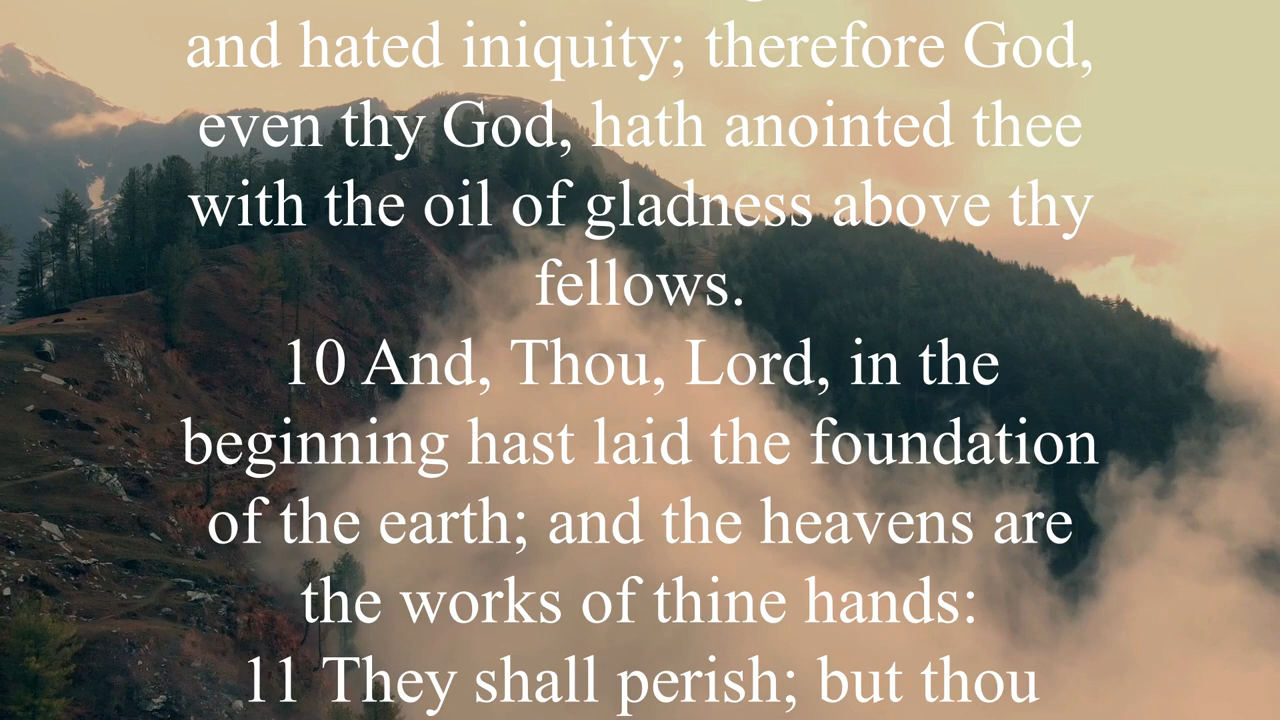 and hated iniquity; therefore God,
even thy God, hath anointed thee
with the oil of gladness above thy
fellows.
10 And, Thou, Lord, in the
beginning hast laid the foundation
of the earth; and the heavens are
the works of thine hands:
11 They shall perish; but thou